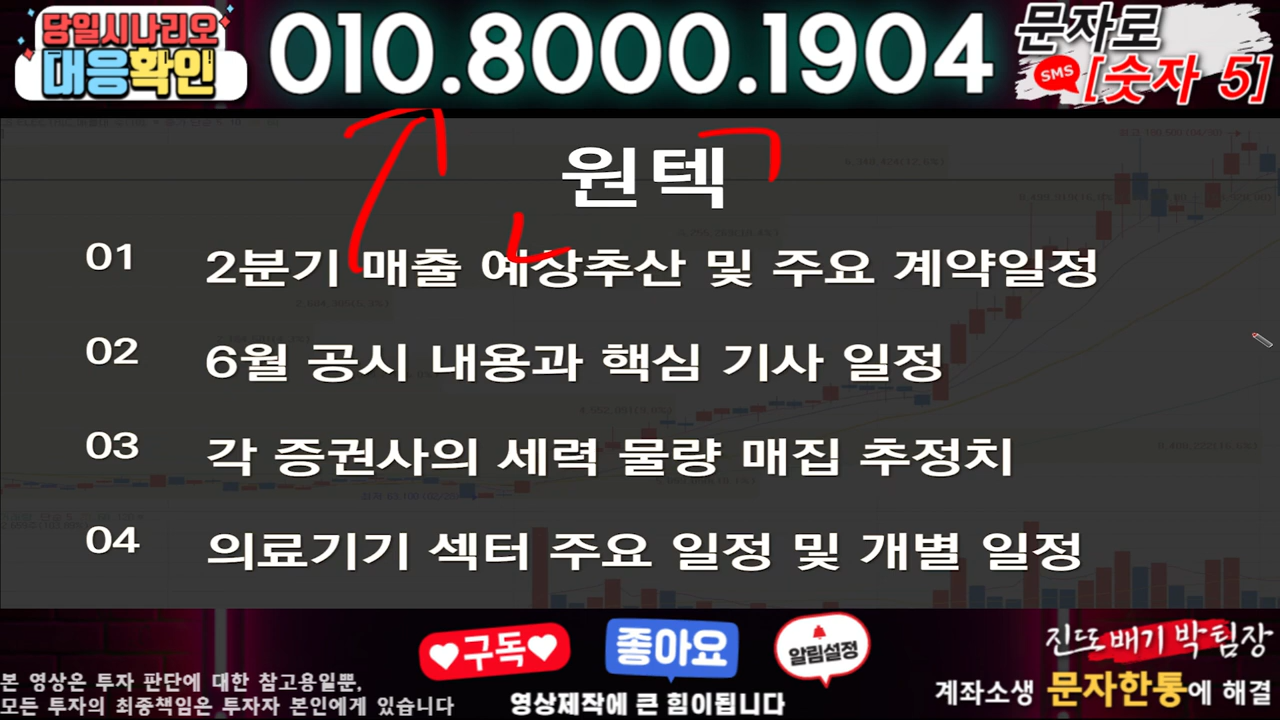 당일시나리오
대응확인
010.8000.1904
문자로
SMS
[숫자 5]
원텍
01 2분기 매출 예상추산 및 주요 계약일정
02 6월 공시 내용과 핵심 기사 일정
03 각 증권사의 세력 물량 매집 추정치
04 의료기기 섹터 주요 일정 및 개별 일정
구독
좋아요
알림설정
진또배기 박팀장
본 영상은 투자 판단에 대한 참고용일뿐,
모든 투자의 최종책임은 투자자 본인에게 있습니다
영상제작에 큰 힘이됩니다
계좌소생 문자한통에 해결